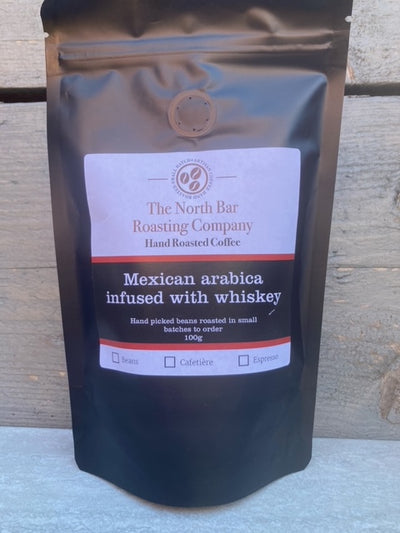 The North Bar
Roasting Company
Hand Roasted Coffee
Mexican arabica
infused with whiskey
Hand picked beans roasted in small
batches to order
100g
Beans
Cafetière
Espresso